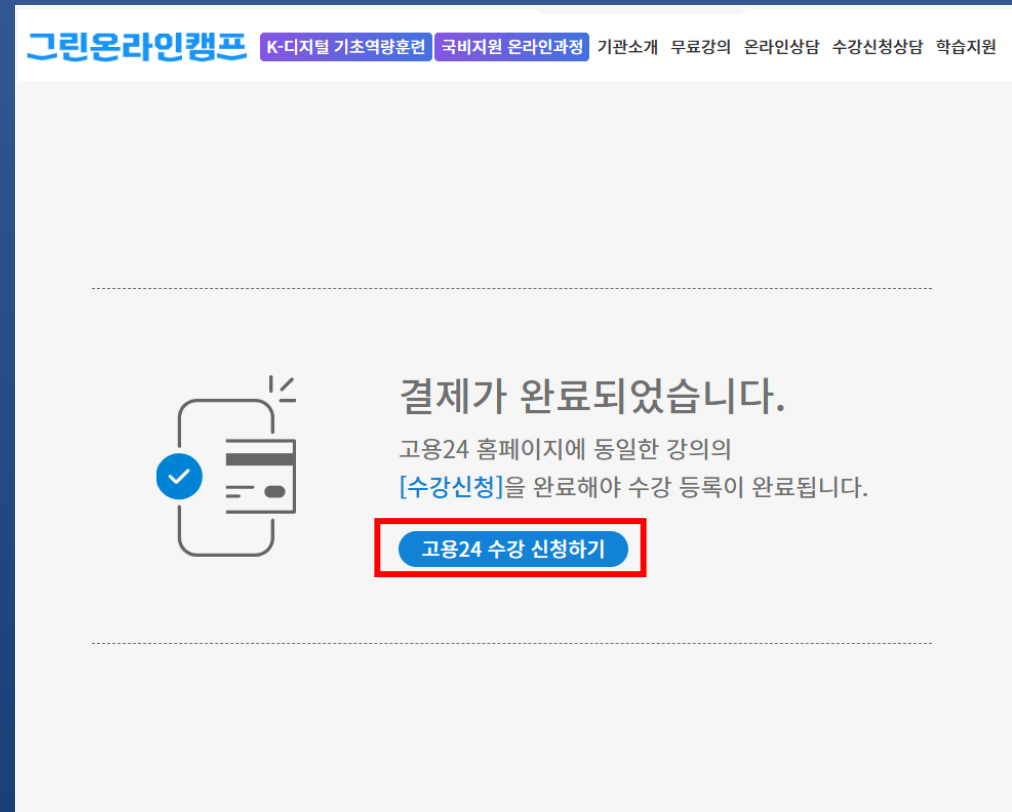 그린온라인캠프 K-디지털 기초역량훈련 국비지원 온라인과정 기관소개 무료강의 온라인상담 수강신청상담 학습지원
결제가 완료되었습니다.
고용24 홈페이지에 동일한 강의의
[수강신청]을 완료해야 수강 등록이 완료됩니다.
고용24 수강 신청하기